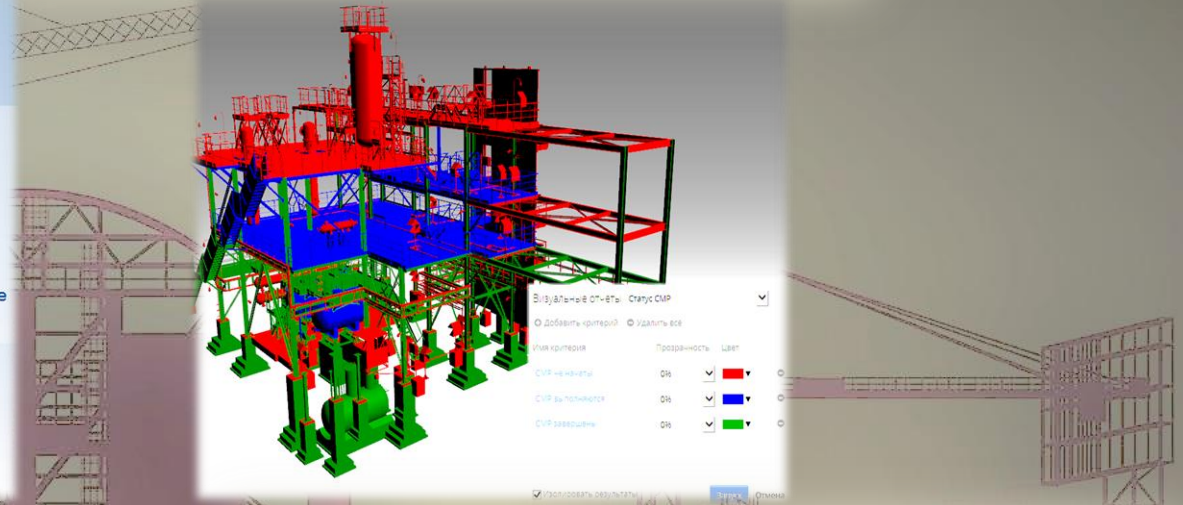 е
Визуальные отчеты Статус СМР
Добавить критерий Удалить все
Имя критерия Прозрачность Цвет
СМР не начаты 0%
СМР выполняются 0%
СМР завершены 0%
Изолировать результаты Запуск Отмена